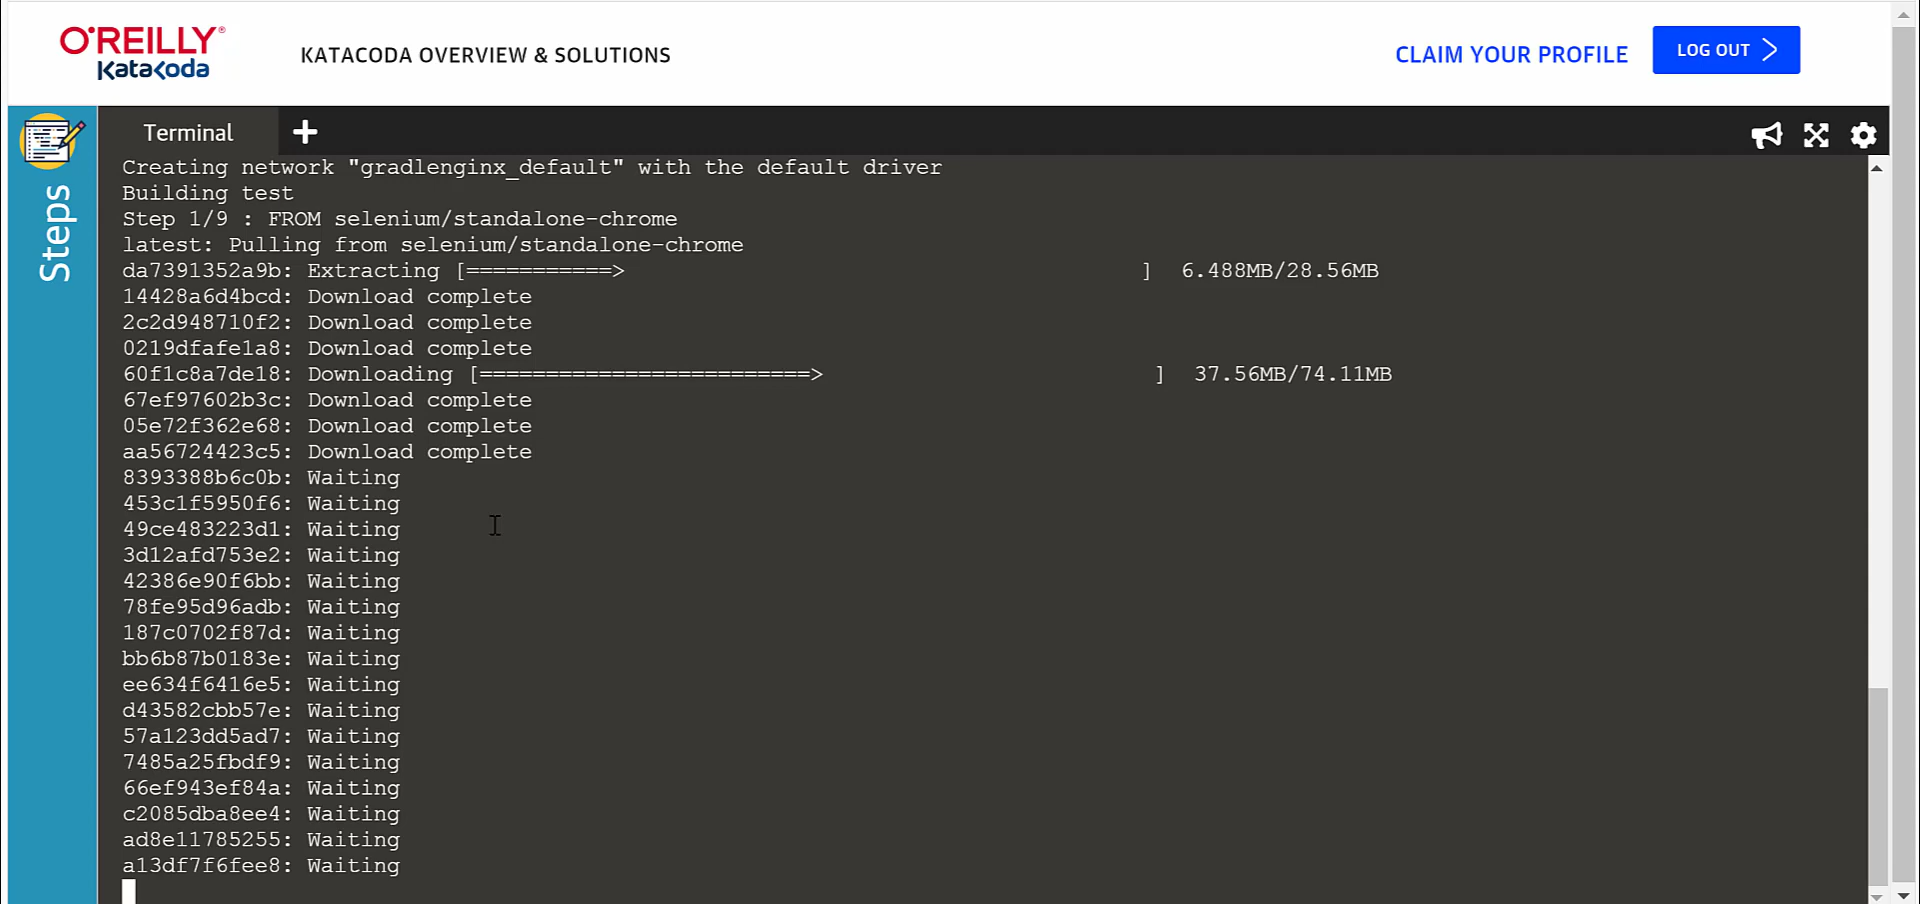 O'REILLY®
Katacoda
KATACODA OVERVIEW & SOLUTIONS
CLAIM YOUR PROFILE
LOG OUT
Steps
Terminal
Creating network "gradlenginx_default" with the default driver
Building test
Step 1/9 : FROM selenium/standalone-chrome
latest: Pulling from selenium/standalone-chrome
da7391352a9b: Extracting [===========>                                       ]  6.488MB/28.56MB
14428a6d4bcd: Download complete
2c2d948710f2: Download complete
0219dfafe1a8: Download complete
60f1c8a7de18: Downloading [=========================>                         ]  37.56MB/74.11MB
67ef97602b3c: Download complete
05e72f362e68: Download complete
aa56724423c5: Download complete
8393388b6c0b: Waiting
453c1f5950f6: Waiting
49ce483223d1: Waiting
3d12afd753e2: Waiting
42386e90f6bb: Waiting
78fe95d96adb: Waiting
187c0702f87d: Waiting
bb6b87b0183e: Waiting
ee634f6416e5: Waiting
d43582cbb57e: Waiting
57a123dd5ad7: Waiting
7485a25fbdf9: Waiting
66ef943ef84a: Waiting
c2085dba8ee4: Waiting
ad8e11785255: Waiting
a13df7f6fee8: Waiting